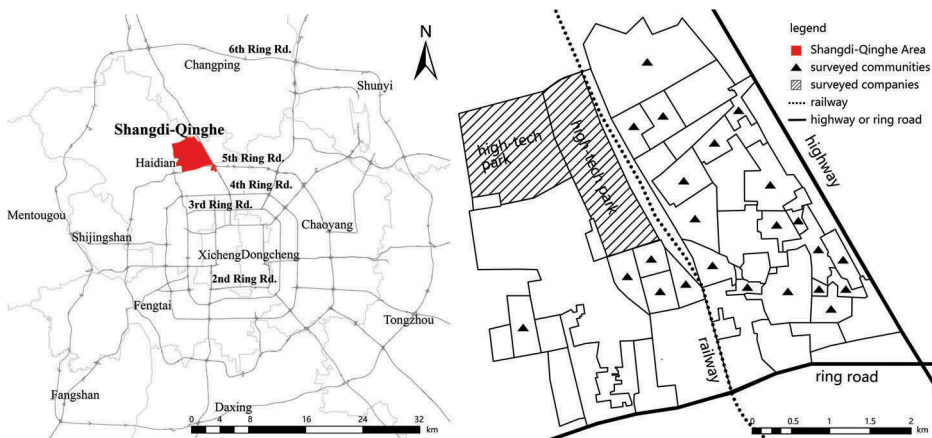 6th Ring Rd.
Changping
N
Shunyi
Shangdi-Qinghe
Haidian
5th Ring Rd.
4th Ring Rd.
3rd Ring Rd.
Mentougou
Chaoyang
Shijingshan
Xicheng
Dongcheng
2nd Ring Rd.
Fengtai
Tongzhou
Fangshan
Daxing
0 4 8 16 24 32
km
legend
Shangdi-Qinghe Area
surveyed communities
surveyed companies
railway
highway or ring road
high-tech
park
high-tech park
highway
railway
ring road
0 0.5 1 1.5 2
km